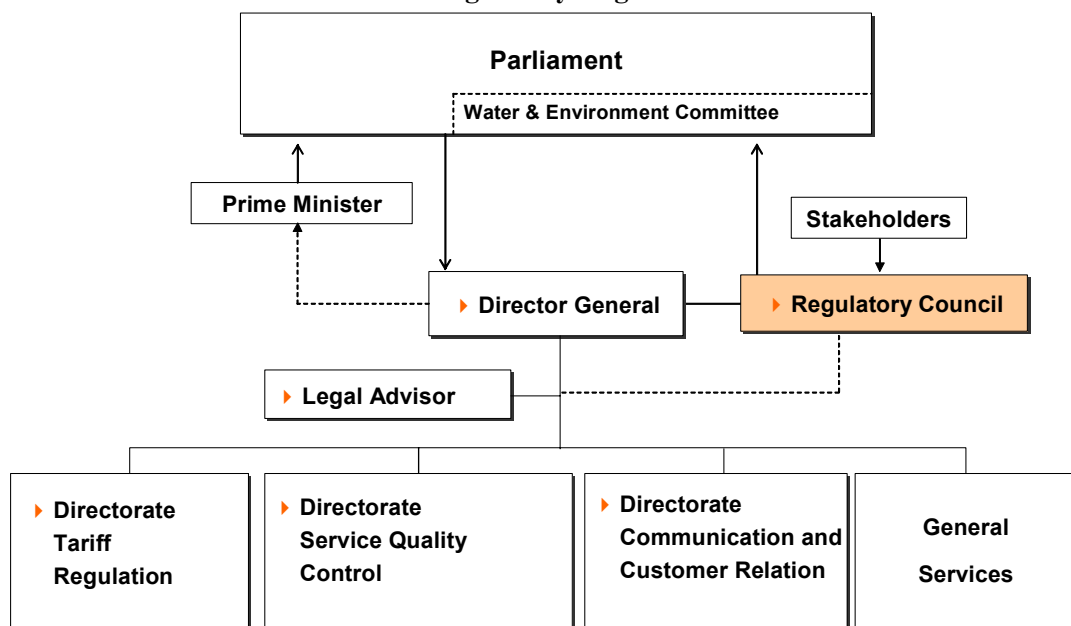 Parliament
Water & Environment Committee
Prime Minister
Stakeholders
Director General
Regulatory Council
Legal Advisor
Directorate
Tariff
Regulation
Directorate
Service Quality
Control
Directorate
Communication and
Customer Relation
General
Services